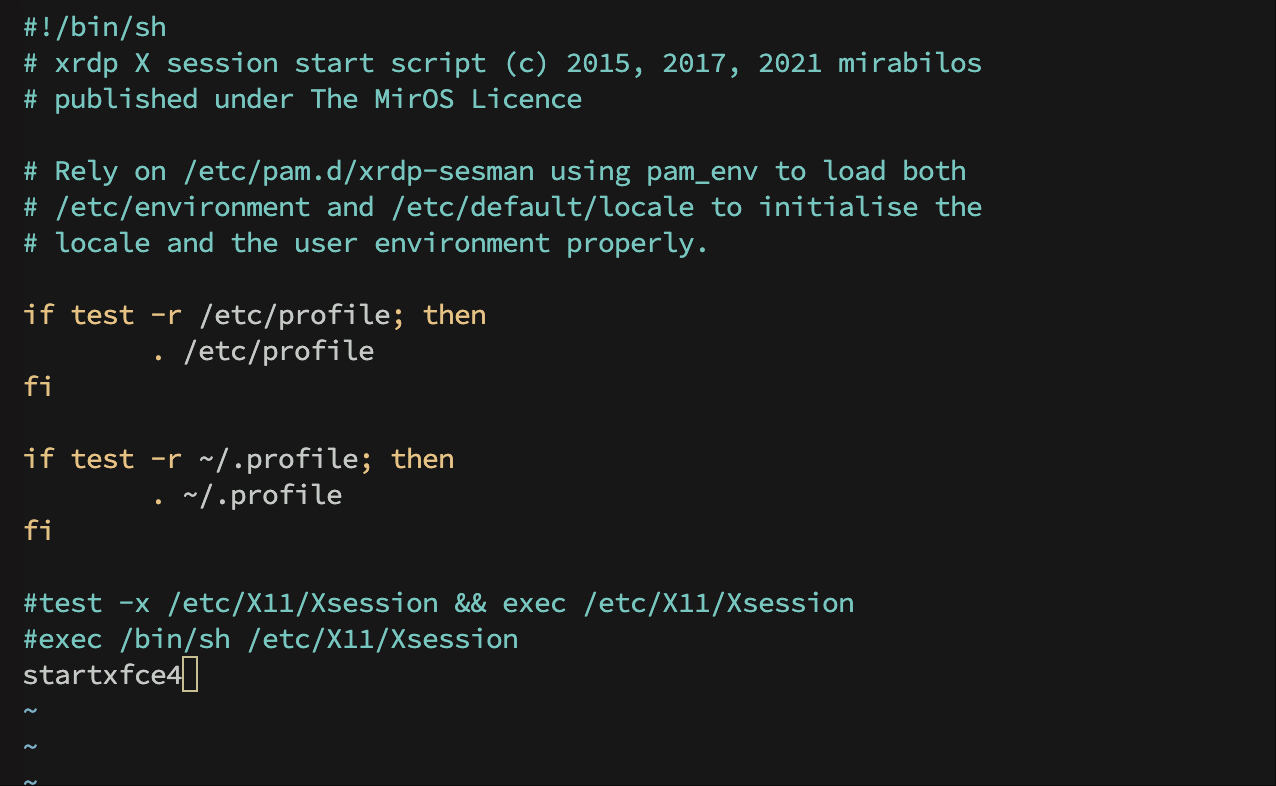 #!/bin/sh
# xrdp X session start script (c) 2015, 2017, 2021 mirabilos
# published under The MirOS Licence
# Rely on /etc/pam.d/xrdp-sesman using pam_env to load both
# /etc/environment and /etc/default/locale to initialise the
# locale and the user environment properly.
if test -r /etc/profile; then
        . /etc/profile
fi
if test -r ~/.profile; then
        . ~/.profile
fi
#test -x /etc/X11/Xsession && exec /etc/X11/Xsession
#exec /bin/sh /etc/X11/Xsession
startxfce4
~
~
~